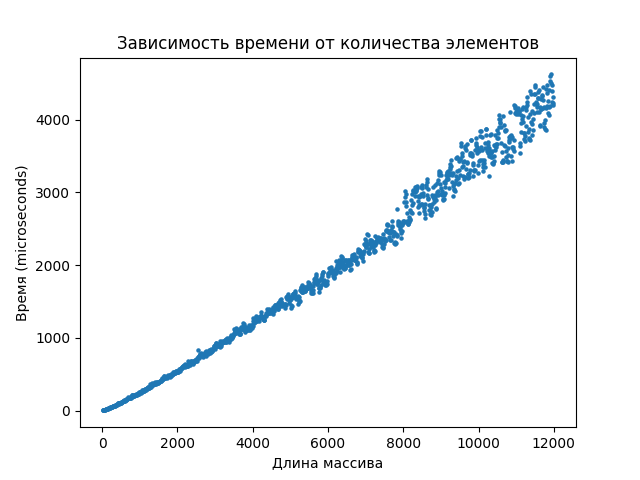 Зависимость времени от количества элементов
Время (microseconds)
4000
3000
2000
1000
0
0 2000 4000 6000 8000 10000 12000
Длина массива